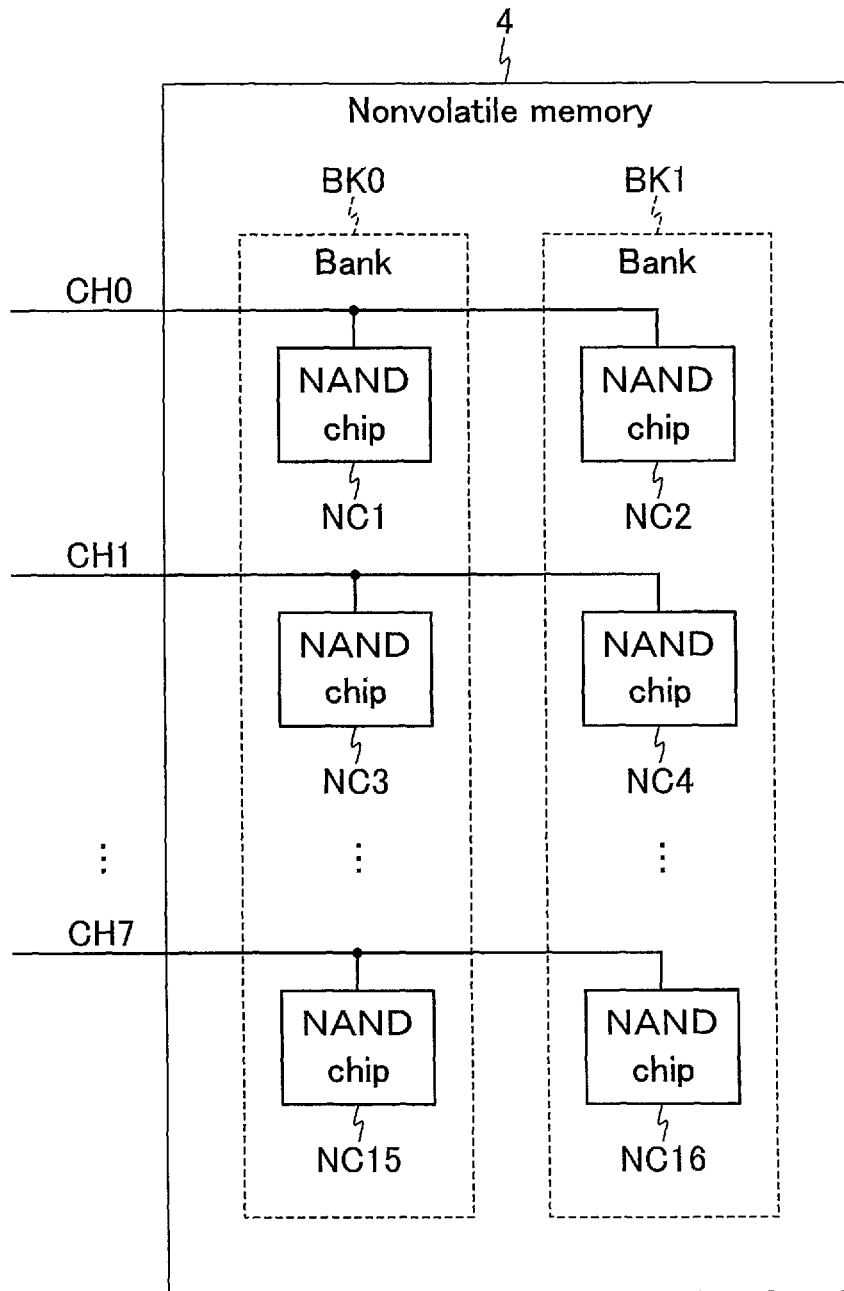 4
Nonvolatile memory
BK0 BK1
Bank Bank
CH0
NAND chip NAND chip
NC1 NC2
CH1
NAND chip NAND chip
NC3 NC4
⋮ ⋮ ⋮
CH7
NAND chip NAND chip
NC15 NC16